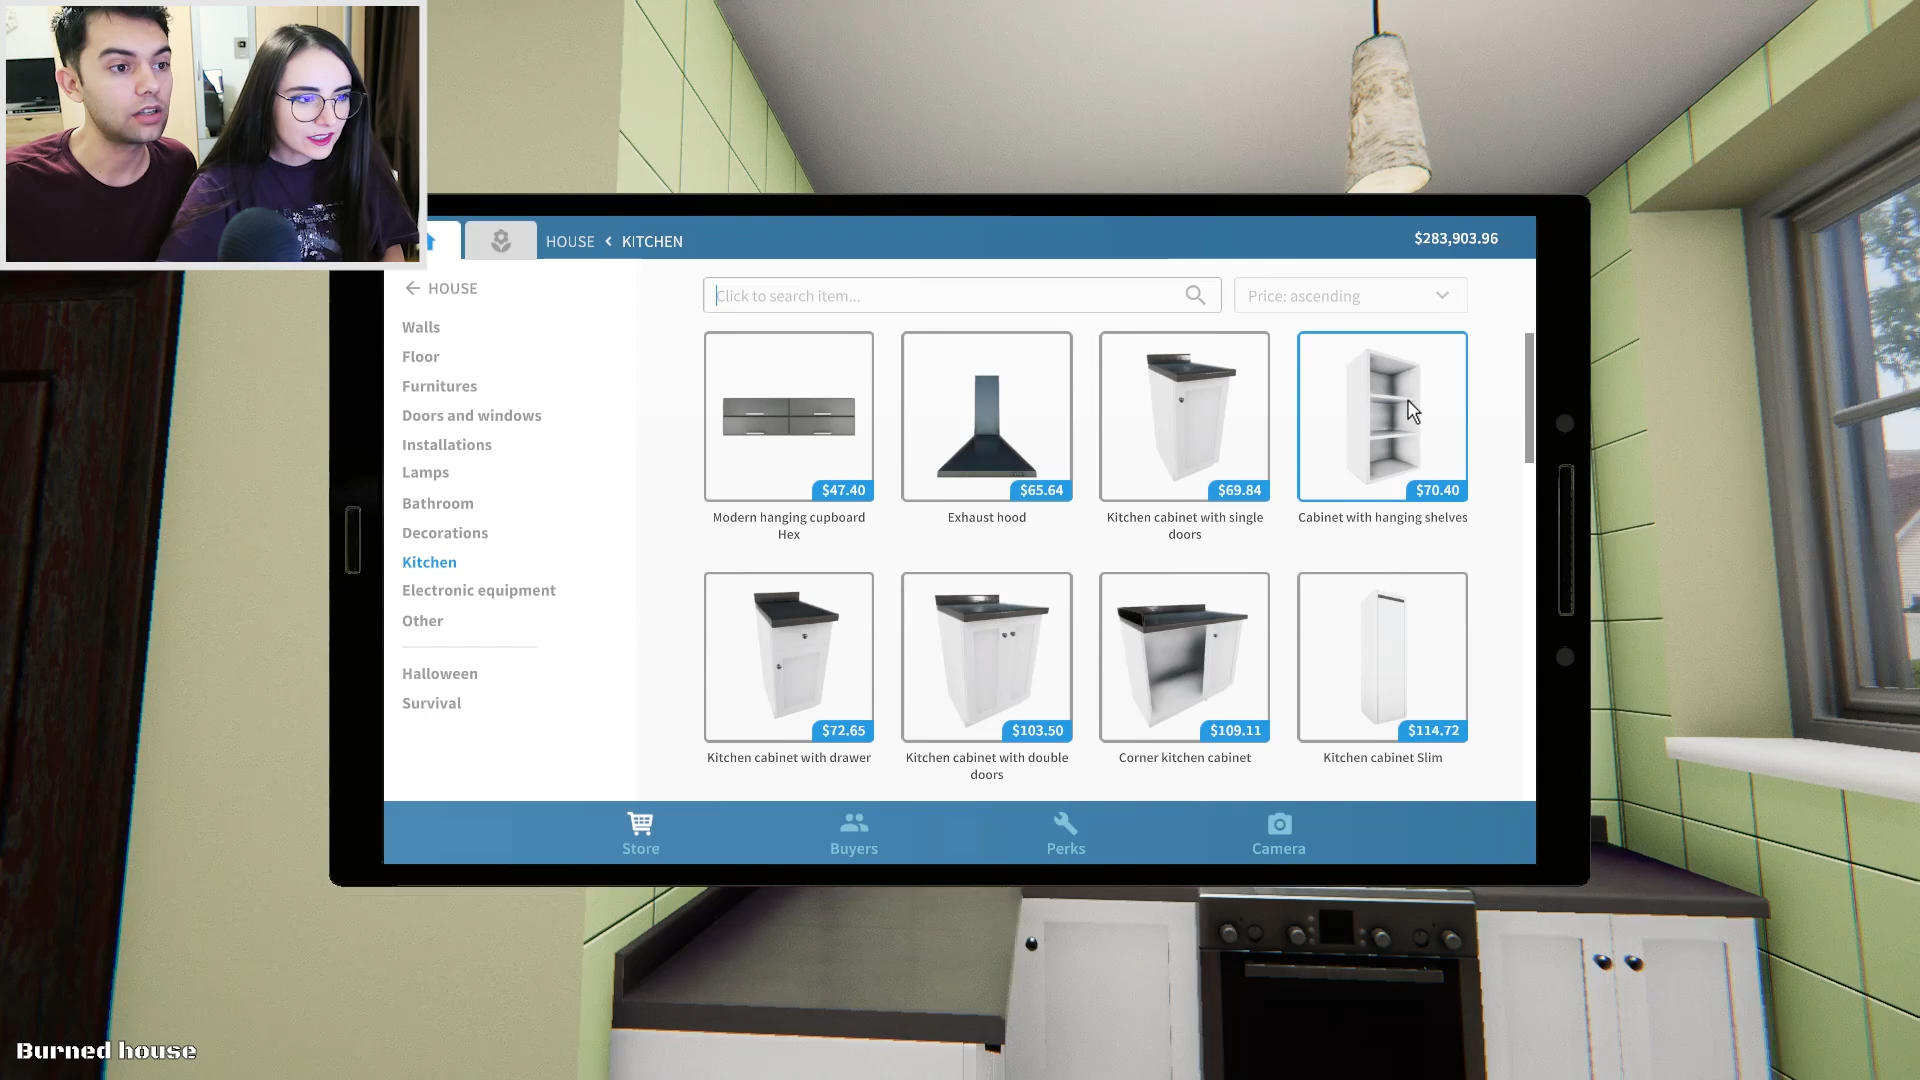 HOUSE < KITCHEN
$283,903.96
← HOUSE
Walls
Floor
Furnitures
Doors and windows
Installations
Lamps
Bathroom
Decorations
Kitchen
Electronic equipment
Other
Halloween
Survival
Click to search item...
Price: ascending
$47.40
$65.64
$69.84
$70.40
Modern hanging cupboard
Hex
Exhaust hood
Kitchen cabinet with single
doors
Cabinet with hanging shelves
$72.65
$103.50
$109.11
$114.72
Kitchen cabinet with drawer
Kitchen cabinet with double
doors
Corner kitchen cabinet
Kitchen cabinet Slim
Store
Buyers
Perks
Camera
Burned house